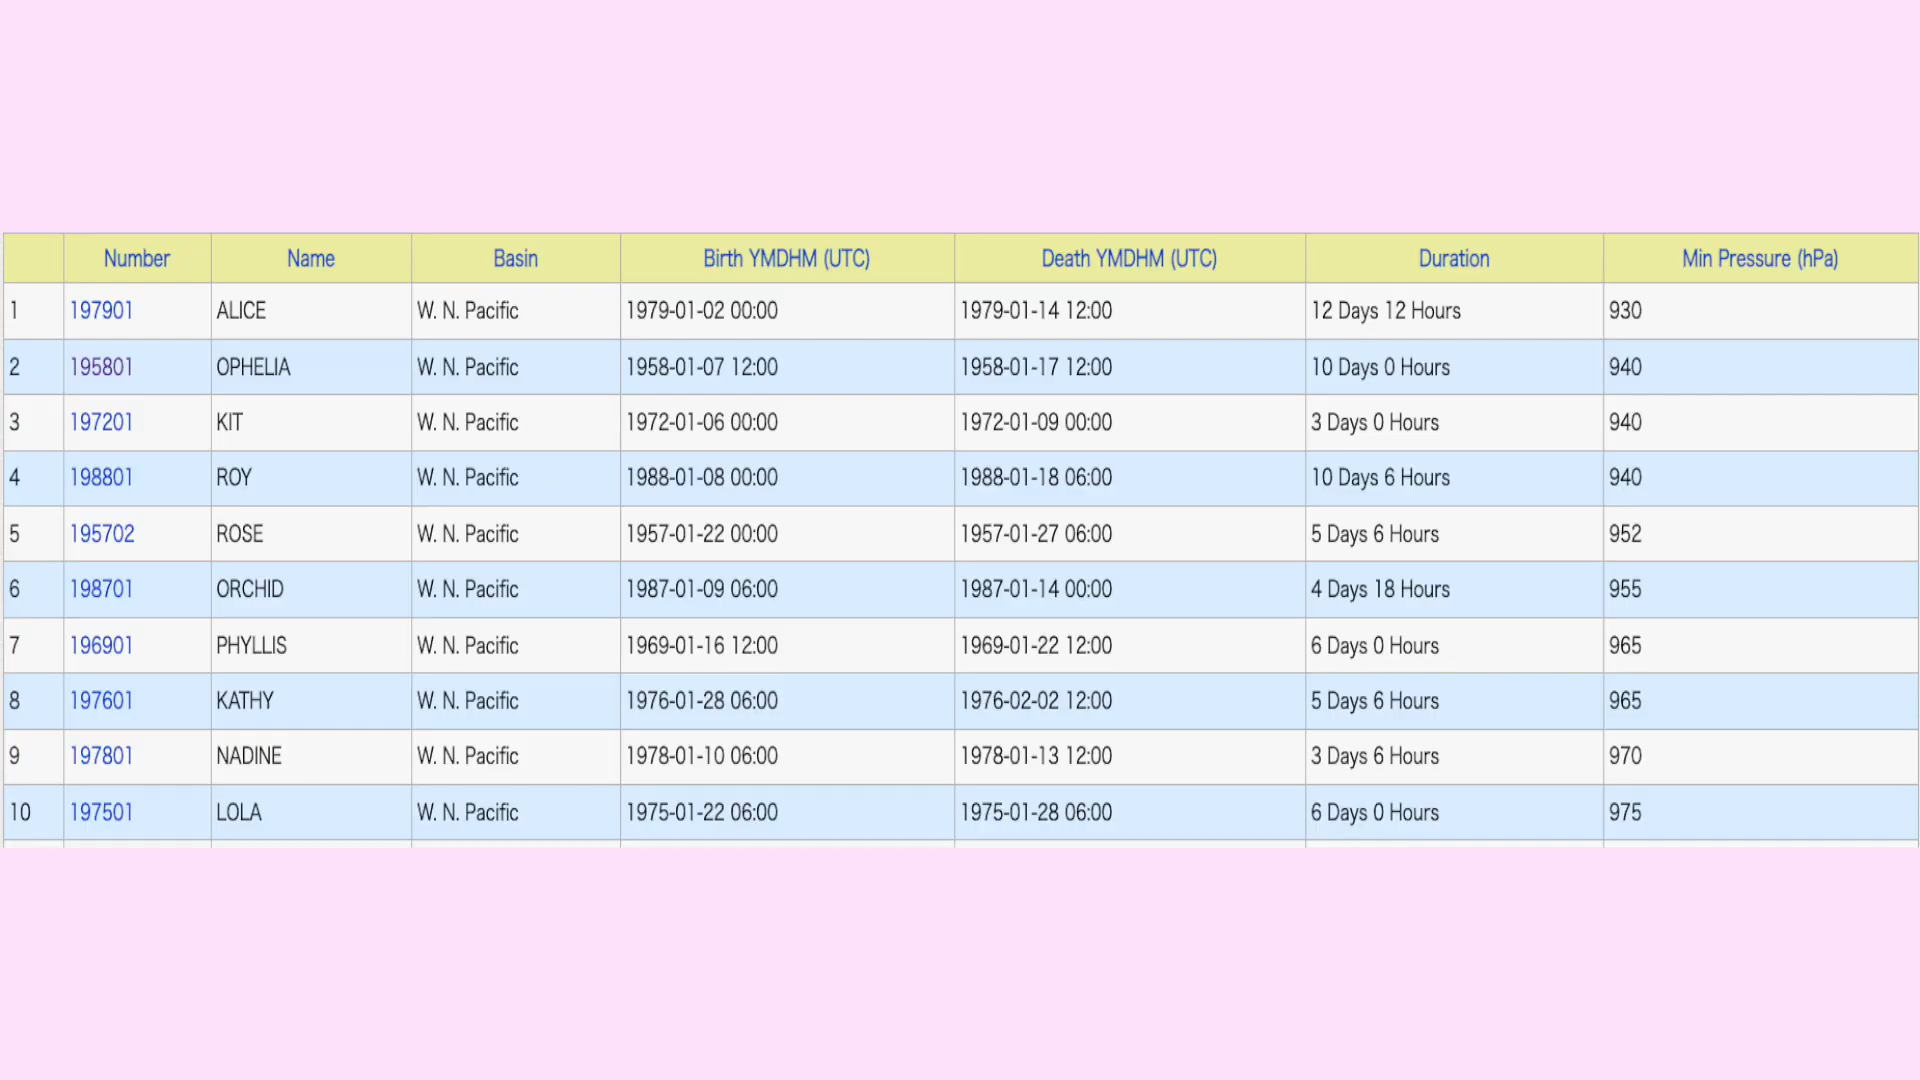 Number Name Basin Birth YMDHM (UTC) Death YMDHM (UTC) Duration Min Pressure (hPa)
1 197901 ALICE W. N. Pacific 1979-01-02 00:00 1979-01-14 12:00 12 Days 12 Hours 930
2 195801 OPHELIA W. N. Pacific 1958-01-07 12:00 1958-01-17 12:00 10 Days 0 Hours 940
3 197201 KIT W. N. Pacific 1972-01-06 00:00 1972-01-09 00:00 3 Days 0 Hours 940
4 198801 ROY W. N. Pacific 1988-01-08 00:00 1988-01-18 06:00 10 Days 6 Hours 940
5 195702 ROSE W. N. Pacific 1957-01-22 00:00 1957-01-27 06:00 5 Days 6 Hours 952
6 198701 ORCHID W. N. Pacific 1987-01-09 06:00 1987-01-14 00:00 4 Days 18 Hours 955
7 196901 PHYLLIS W. N. Pacific 1969-01-16 12:00 1969-01-22 12:00 6 Days 0 Hours 965
8 197601 KATHY W. N. Pacific 1976-01-28 06:00 1976-02-02 12:00 5 Days 6 Hours 965
9 197801 NADINE W. N. Pacific 1978-01-10 06:00 1978-01-13 12:00 3 Days 6 Hours 970
10 197501 LOLA W. N. Pacific 1975-01-22 06:00 1975-01-28 06:00 6 Days 0 Hours 975